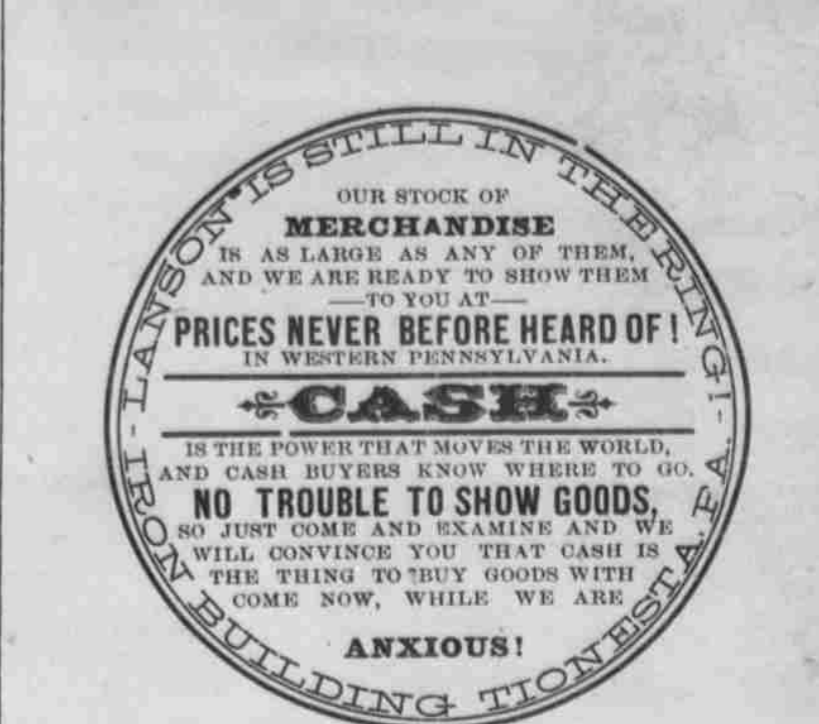 LANSON IS STILL IN THE RING! -
OUR STOCK OF
MERCHANDISE
IS AS LARGE AS ANY OF THEM,
AND WE ARE READY TO SHOW THEM
—TO YOU AT—
PRICES NEVER BEFORE HEARD OF!
IN WESTERN PENNSYLVANIA.
CASH
IS THE POWER THAT MOVES THE WORLD,
AND CASH BUYERS KNOW WHERE TO GO.
NO TROUBLE TO SHOW GOODS,
SO JUST COME AND EXAMINE AND WE
WILL CONVINCE YOU THAT CASH IS
THE THING TO BUY GOODS WITH
COME NOW, WHILE WE ARE
ANXIOUS!
IRON BUILDING TIONESTA, PA.